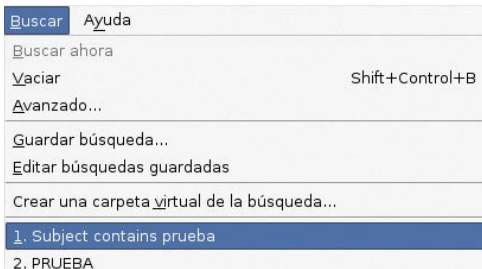 Buscar Ayuda
Buscar ahora
Vaciar Shift+Control+B
Avanzado...
Guardar búsqueda...
Editar búsquedas guardadas
Crear una carpeta virtual de la búsqueda...
1. Subject contains prueba
2. PRUEBA